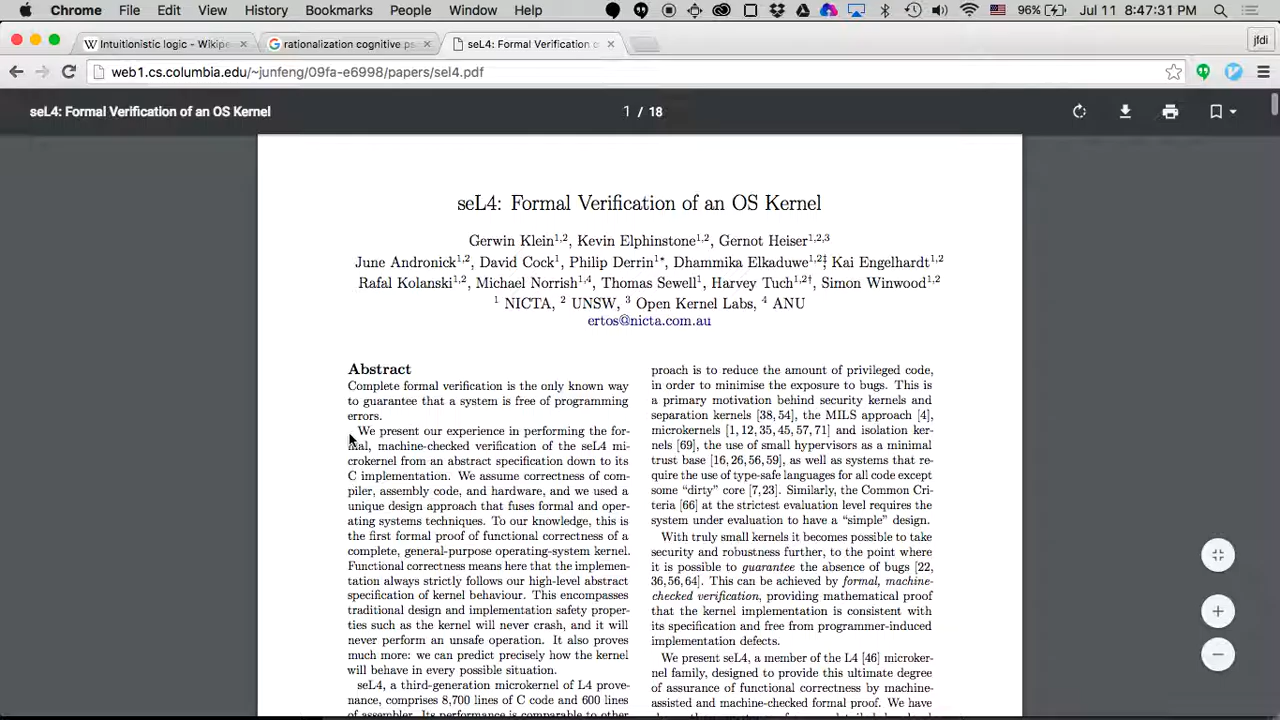 Chrome File Edit View History Bookmarks People Window Help 96% Jul 11 8:47:31 PM
Intuitionistic logic - Wikip
rationalization cognitive ps
seL4: Formal Verification o
jfdi
web1.cs.columbia.edu/~junfeng/09fa-e6998/papers/sel4.pdf
seL4: Formal Verification of an OS Kernel
1 / 18
seL4: Formal Verification of an OS Kernel
Gerwin Klein1,2, Kevin Elphinstone1,2, Gernot Heiser1,2,3
June Andronick1,2, David Cock1, Philip Derrin1*, Dhammika Elkaduwe1,2‡, Kai Engelhardt1,2
Rafal Kolanski1,2, Michael Norrish1,4, Thomas Sewell1, Harvey Tuch1,2†, Simon Winwood1,2
1 NICTA, 2 UNSW, 3 Open Kernel Labs, 4 ANU
ertos@nicta.com.au
Abstract
Complete formal verification is the only known way
to guarantee that a system is free of programming
errors.
We present our experience in performing the for-
mal, machine-checked verification of the seL4 mi-
crokernel from an abstract specification down to its
C implementation. We assume correctness of com-
piler, assembly code, and hardware, and we used a
unique design approach that fuses formal and oper-
ating systems techniques. To our knowledge, this is
the first formal proof of functional correctness of a
complete, general-purpose operating-system kernel.
Functional correctness means here that the implemen-
tation always strictly follows our high-level abstract
specification of kernel behaviour. This encompasses
traditional design and implementation safety proper-
ties such as the kernel will never crash, and it will
never perform an unsafe operation. It also proves
much more: we can predict precisely how the kernel
will behave in every possible situation.
seL4, a third-generation microkernel of L4 prove-
nance, comprises 8,700 lines of C code and 600 lines
of assembler. Its performance is comparable to other
proach is to reduce the amount of privileged code,
in order to minimise the exposure to bugs. This is
a primary motivation behind security kernels and
separation kernels [38, 54], the MILS approach [4],
microkernels [1, 12, 35, 45, 57, 71] and isolation ker-
nels [69], the use of small hypervisors as a minimal
trust base [16, 26, 56, 59], as well as systems that re-
quire the use of type-safe languages for all code except
some “dirty” core [7, 23]. Similarly, the Common Cri-
teria [66] at the strictest evaluation level requires the
system under evaluation to have a “simple” design.
With truly small kernels it becomes possible to take
security and robustness further, to the point where
it is possible to guarantee the absence of bugs [22,
36, 56, 64]. This can be achieved by formal, machine-
checked verification, providing mathematical proof
that the kernel implementation is consistent with
its specification and free from programmer-induced
implementation defects.
We present seL4, a member of the L4 [46] microker-
nel family, designed to provide this ultimate degree
of assurance of functional correctness by machine-
assisted and machine-checked formal proof. We have